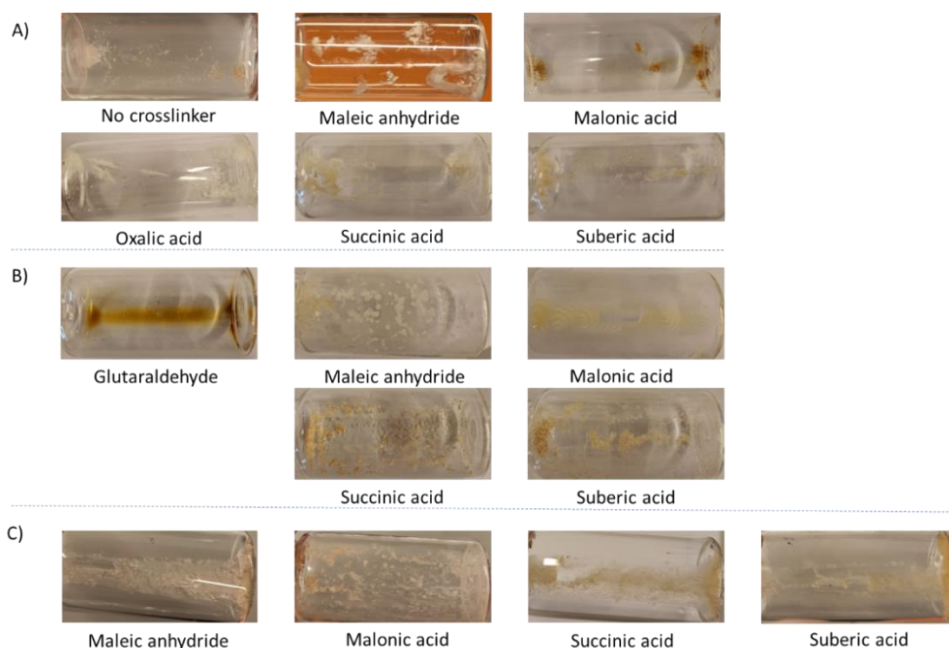 A)
No crosslinker Maleic anhydride Malonic acid
Oxalic acid Succinic acid Suberic acid
B)
Glutaraldehyde Maleic anhydride Malonic acid
Succinic acid Suberic acid
C)
Maleic anhydride Malonic acid Succinic acid Suberic acid